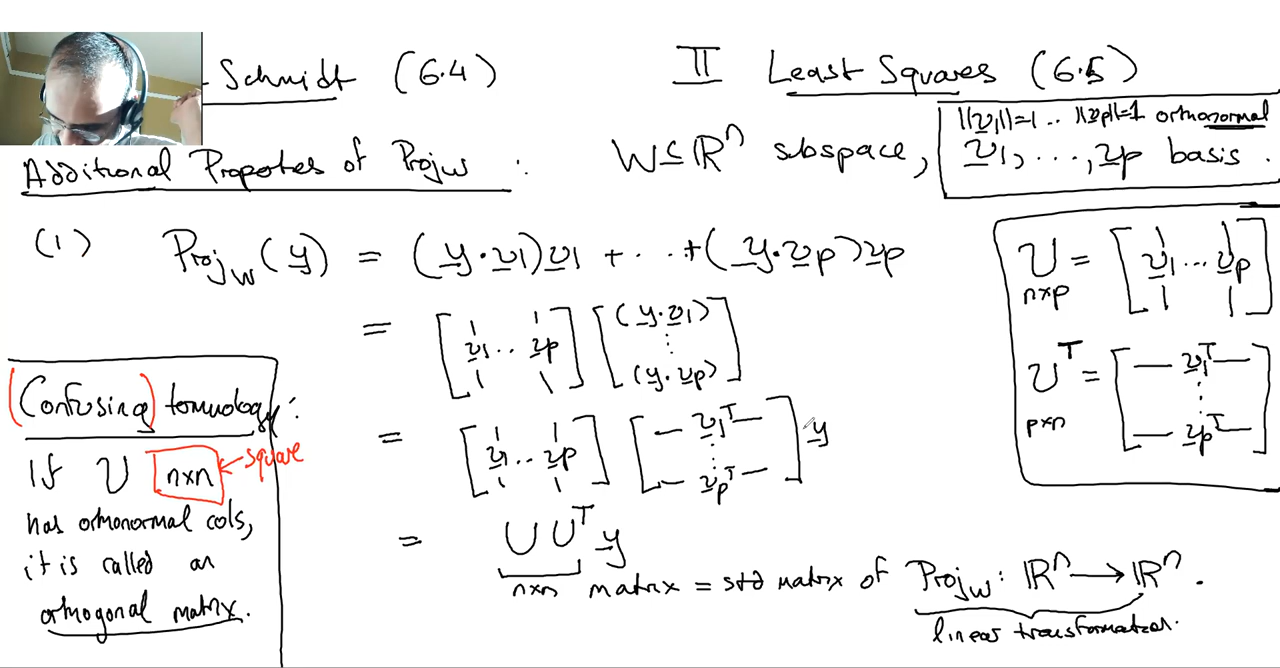 - Schmidt (6.4)
II Least Squares (6.5)
||v1||=1 .. ||vp||=1 orthonormal
Additional Propeties of Projw :
W⊆ℝⁿ subspace, v1, ..., vp basis.
(1) Projw(y) = (y·v1)v1 + ... + (y·vp)vp
= [v1 .. vp] [(y·v1) ⋮ (y·vp)]
= [v1 .. vp] [— v1ᵀ — ⋮ — vpᵀ —] y
= U Uᵀ y
n×n matrix = std matrix of Projw : ℝⁿ → ℝⁿ.
linear transformation.
U = [v1 ... vp]
n×p
Uᵀ = [— v1ᵀ — ⋮ — vpᵀ —]
p×n
(Confusing) terminology:
If U n×n ← square
has orthonormal cols,
it is called an
orthogonal matrix.